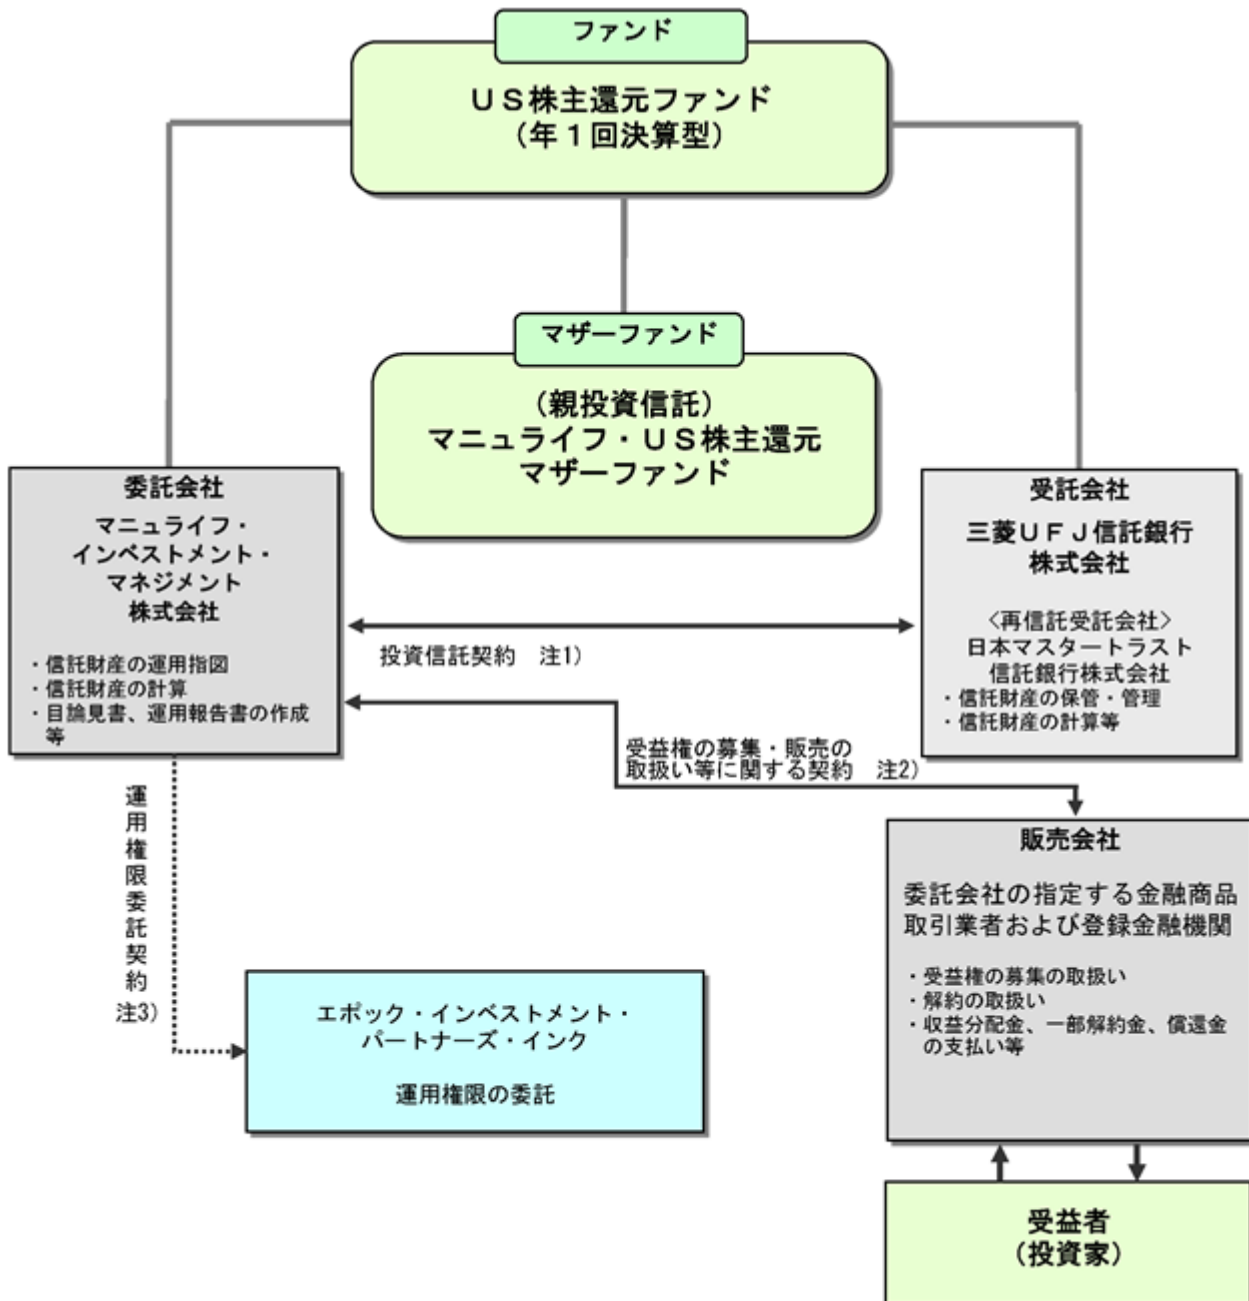 ファンド
ＵＳ株主還元ファンド
（年１回決算型）
マザーファンド
（親投資信託）
マニュライフ・ＵＳ株主還元
マザーファンド
委託会社
マニュライフ・
インベストメント・
マネジメント
株式会社
・信託財産の運用指図
・信託財産の計算
・目論見書、運用報告書の作成
等
受託会社
三菱ＵＦＪ信託銀行
株式会社
〈再信託受託会社〉
日本マスタートラスト
信託銀行株式会社
・信託財産の保管・管理
・信託財産の計算等
投資信託契約　注1）
受益権の募集・販売の
取扱い等に関する契約　注2）
運用権限委託契約
注3）
エポック・インベストメント・
パートナーズ・インク
運用権限の委託
販売会社
委託会社の指定する金融商品
取引業者および登録金融機関
・受益権の募集の取扱い
・解約の取扱い
・収益分配金、一部解約金、償還金
の支払い等
受益者
（投資家）